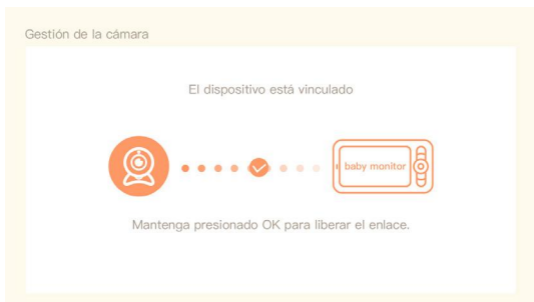 Gestión de la cámara
El dispositivo está vinculado
baby monitor
Mantenga presionado OK para liberar el enlace.